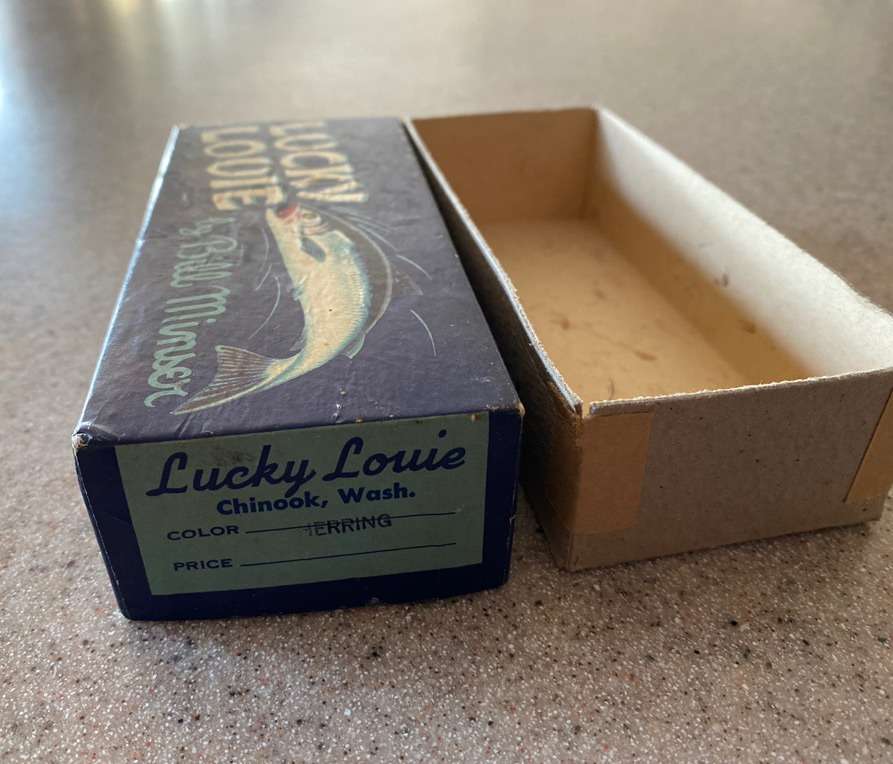 LUCKY
LOUIE
by Bill Minser
Lucky Louie
Chinook, Wash.
COLOR HERRING
PRICE